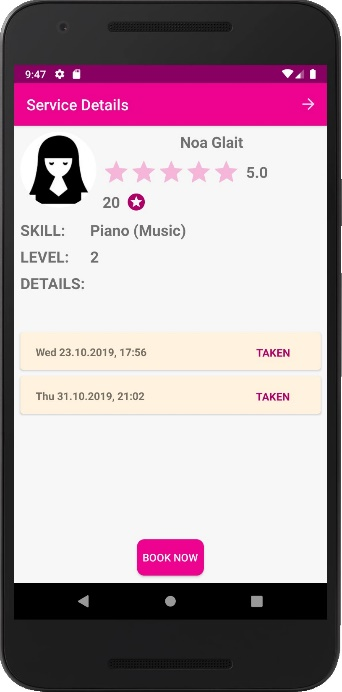 9:47
Service Details
Noa Glait
5.0
20
SKILL: Piano (Music)
LEVEL: 2
DETAILS:
Wed 23.10.2019, 17:56 TAKEN
Thu 31.10.2019, 21:02 TAKEN
BOOK NOW